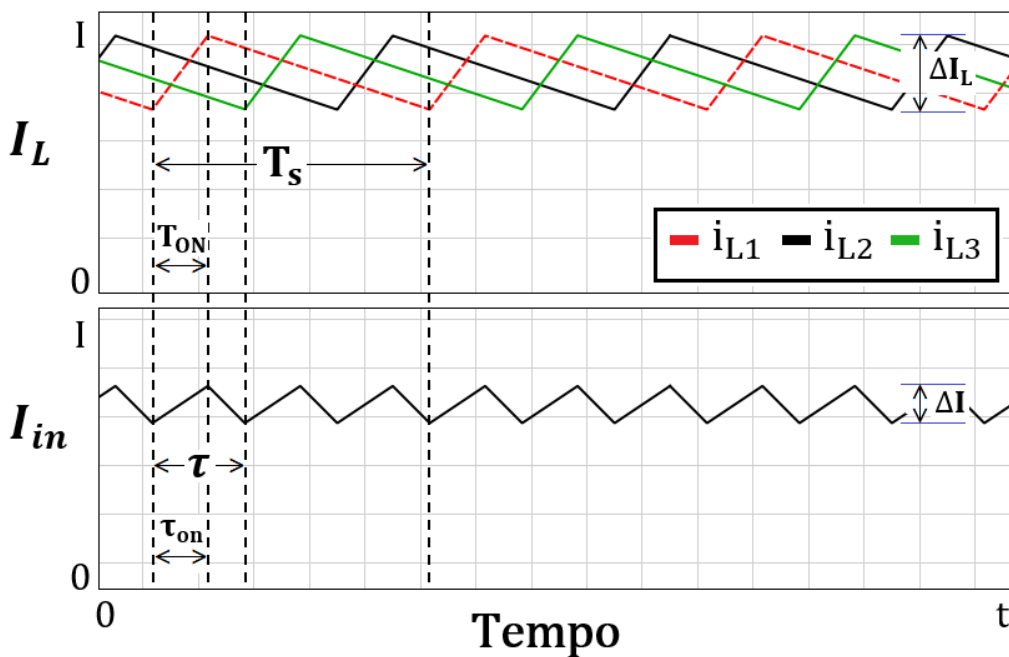 I
ΔI_L
I_L
T_s
T_ON
i_L1 i_L2 i_L3
0
I
ΔI
I_in
τ
τ_on
0
0 Tempo t